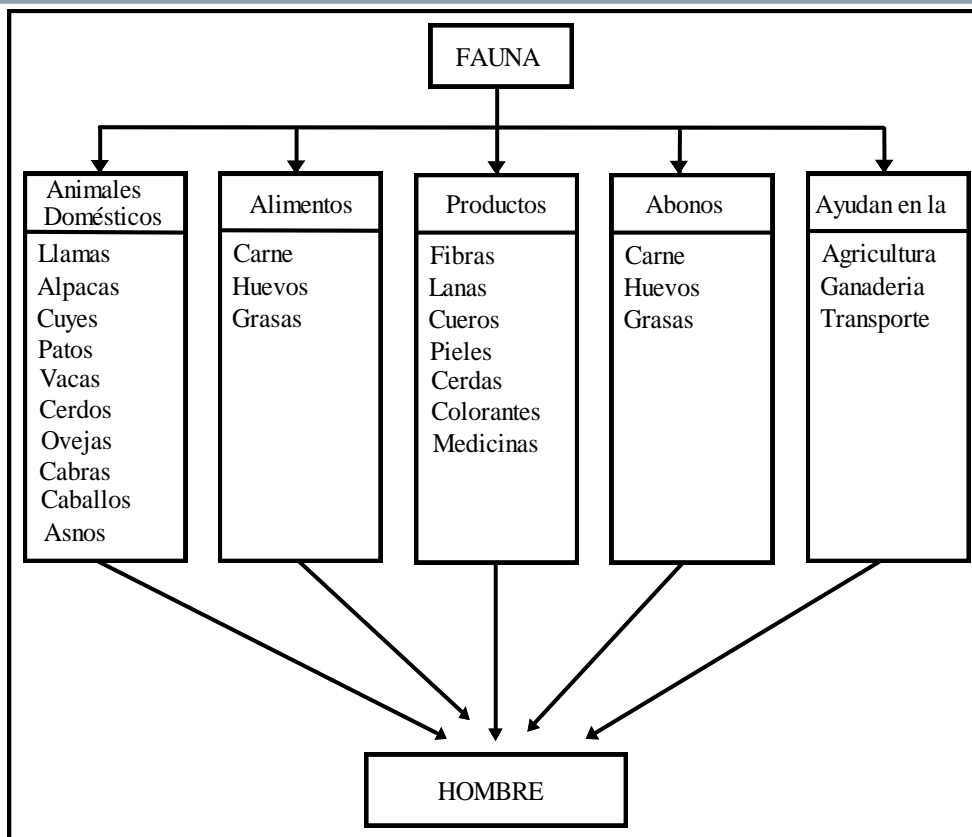 FAUNA
Animales
Domésticos
Llamas
Alpacas
Cuyes
Patos
Vacas
Cerdos
Ovejas
Cabras
Caballos
Asnos
Alimentos
Carne
Huevos
Grasas
Productos
Fibras
Lanas
Cueros
Pieles
Cerdas
Colorantes
Medicinas
Abonos
Carne
Huevos
Grasas
Ayudan en la
Agricultura
Ganaderia
Transporte
HOMBRE